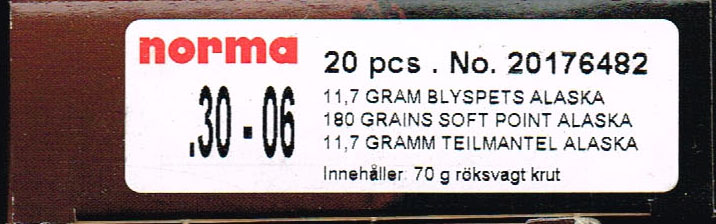 norma
20 pcs . No. 20176482
.30 - 06
11,7 GRAM BLYSPETS ALASKA
180 GRAINS SOFT POINT ALASKA
11,7 GRAMM TEILMANTEL ALASKA
Innehåller: 70 g röksvagt krut